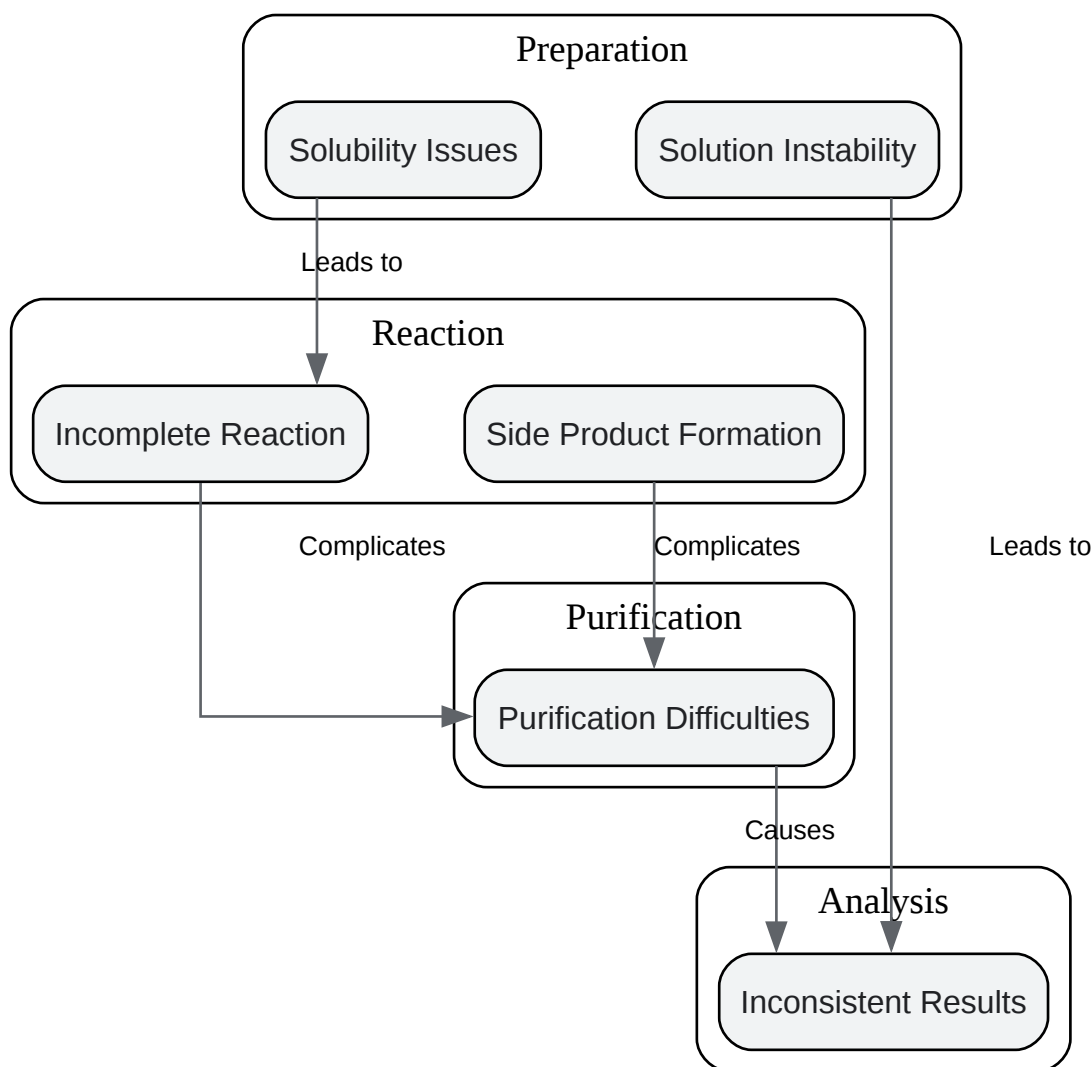 Preparation
Solubility Issues
Solution Instability
Leads to
Reaction
Incomplete Reaction
Side Product Formation
Complicates
Complicates
Leads to
Purification
Purification Difficulties
Causes
Analysis
Inconsistent Results